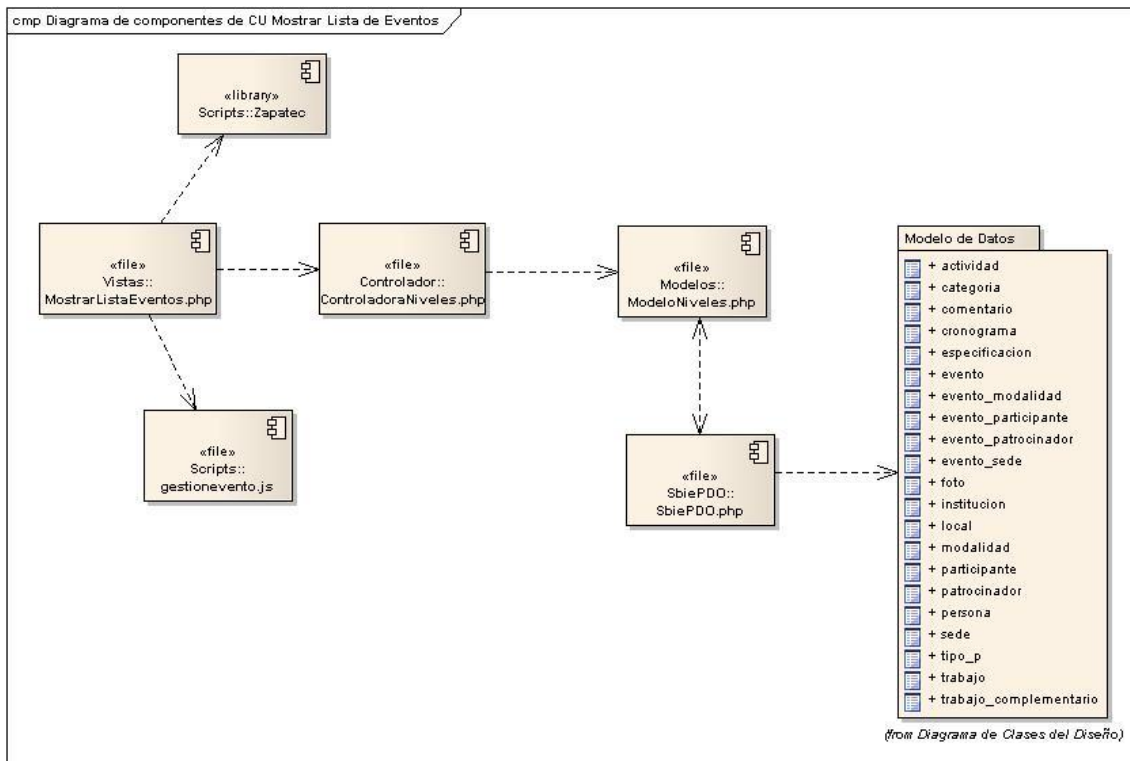 cmp Diagrama de componentes de CU Mostrar Lista de Eventos
«library»
Scripts::Zapatec
«file»
Vistas::
MostrarListaEventos.php
«file»
Controlador::
ControladoraNiveles.php
«file»
Modelos::
ModeloNiveles.php
«file»
Scripts::
gestionevento.js
«file»
SbiePDO::
SbiePDO.php
Modelo de Datos
+ actividad
+ categoria
+ comentario
+ cronograma
+ especificacion
+ evento
+ evento_modalidad
+ evento_participante
+ evento_patrocinador
+ evento_sede
+ foto
+ institucion
+ local
+ modalidad
+ participante
+ patrocinador
+ persona
+ sede
+ tipo_p
+ trabajo
+ trabajo_complementario
(from Diagrama de Clases del Diseño)